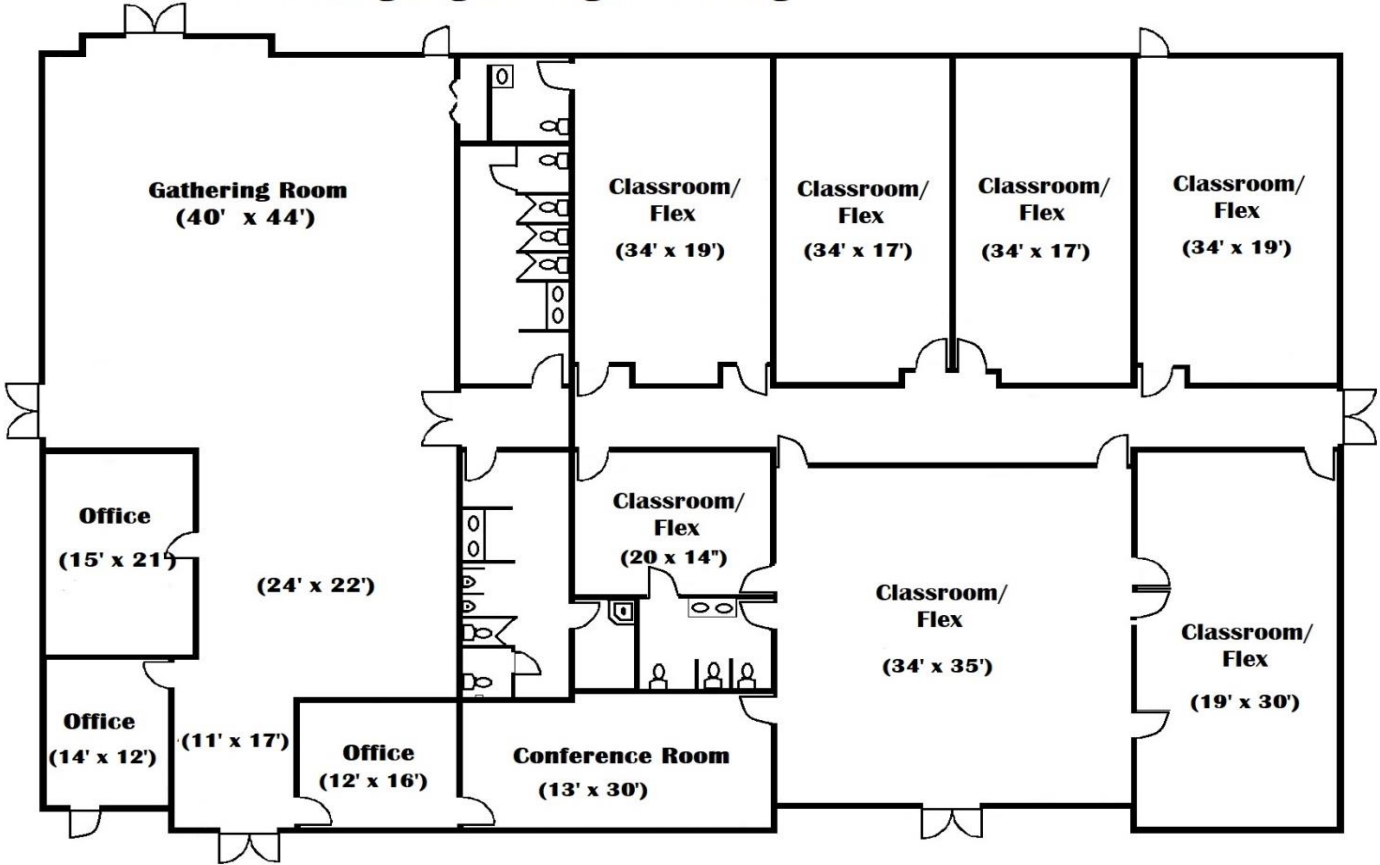 Gathering Room
(40' x 44')
Classroom/
Flex
(34' x 19')
Classroom/
Flex
(34' x 17')
Classroom/
Flex
(34' x 17')
Classroom/
Flex
(34' x 19')
Office
(15' x 21')
(24' x 22')
Classroom/
Flex
(20 x 14")
Classroom/
Flex
(34' x 35')
Classroom/
Flex
(19' x 30')
Office
(14' x 12')
(11' x 17')
Office
(12' x 16')
Conference Room
(13' x 30')